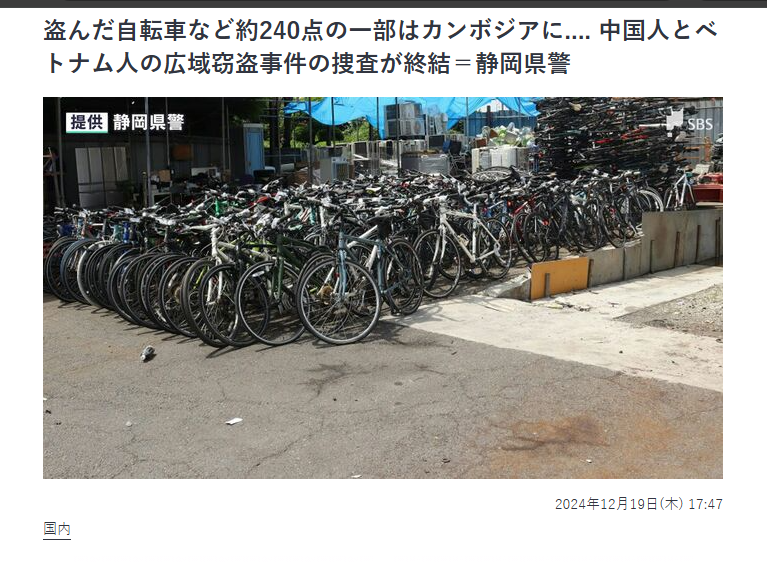 盗んだ自転車など約240点の一部はカンボジアに.... 中国人とベ
トナム人の広域窃盗事件の捜査が終結＝静岡県警
提供 静岡県警
SBS
2024年12月19日(木) 17:47
国内